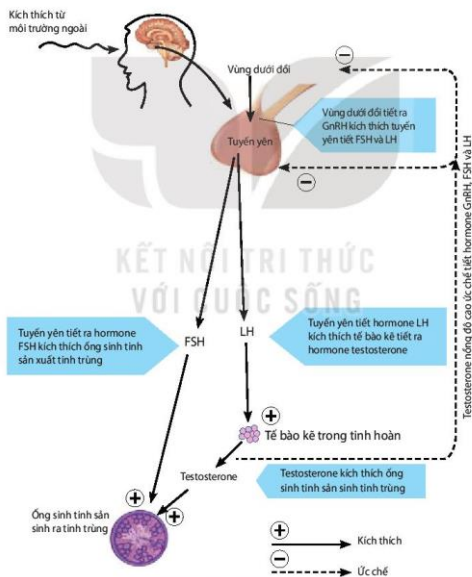 Kích thích từ
môi trường ngoài
Vùng dưới đồi
Tuyến yên
Vùng dưới đồi tiết ra
GnRH kích thích tuyến
yên tiết FSH và LH
KẾT NỐI TRI THỨC
VỚI CUỘC SỐNG
Tuyến yên tiết ra hormone
FSH kích thích ống sinh tinh
sản xuất tinh trùng
FSH
LH
Tuyến yên tiết hormone LH
kích thích tế bào kẽ tiết ra
hormone testosterone
Testosterone nồng độ cao ức chế tiết hormone GnRH, FSH và LH
Tế bào kẽ trong tinh hoàn
Testosterone
Testosterone kích thích ống
sinh tinh sản sinh tinh trùng
Ống sinh tinh sản
sinh ra tinh trùng
Kích thích
Ức chế